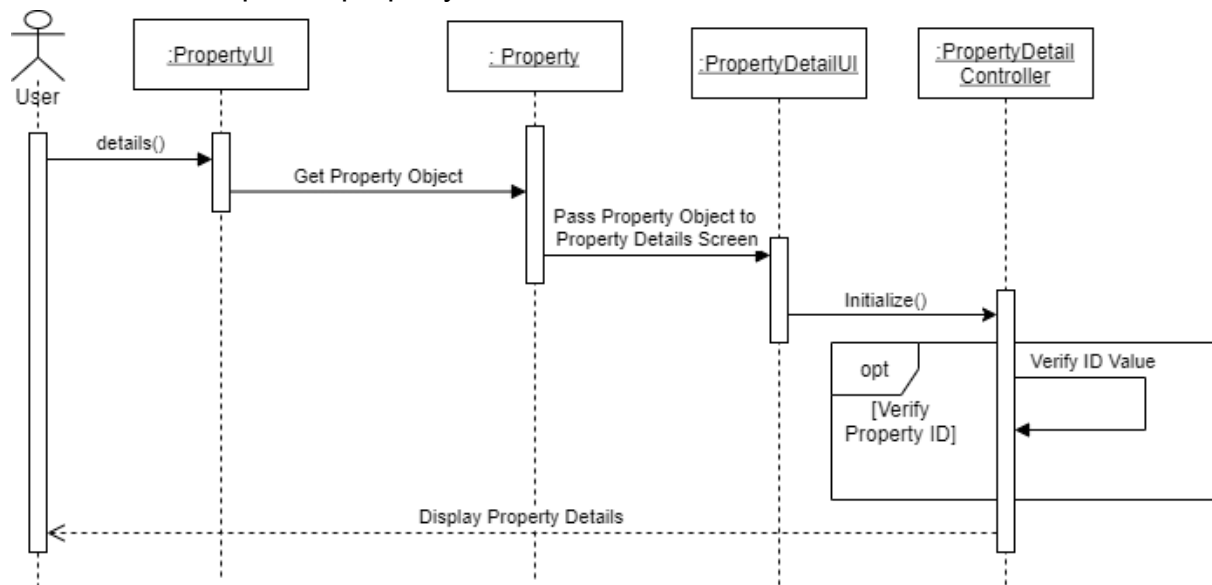 :PropertyUI
: Property
:PropertyDetailUI
:PropertyDetail
Controller
User
details()
Get Property Object
Pass Property Object to
Property Details Screen
Initialize()
opt
Verify ID Value
[Verify
Property ID]
Display Property Details